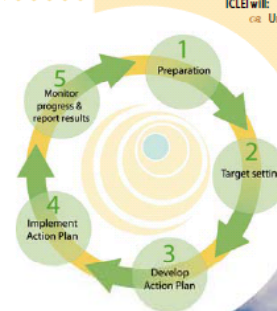 ICLEI will:
1
Preparation
2
Target settin
3
Develop
Action Plan
4
Implement
Action Plan
5
Monitor
progress &
report results